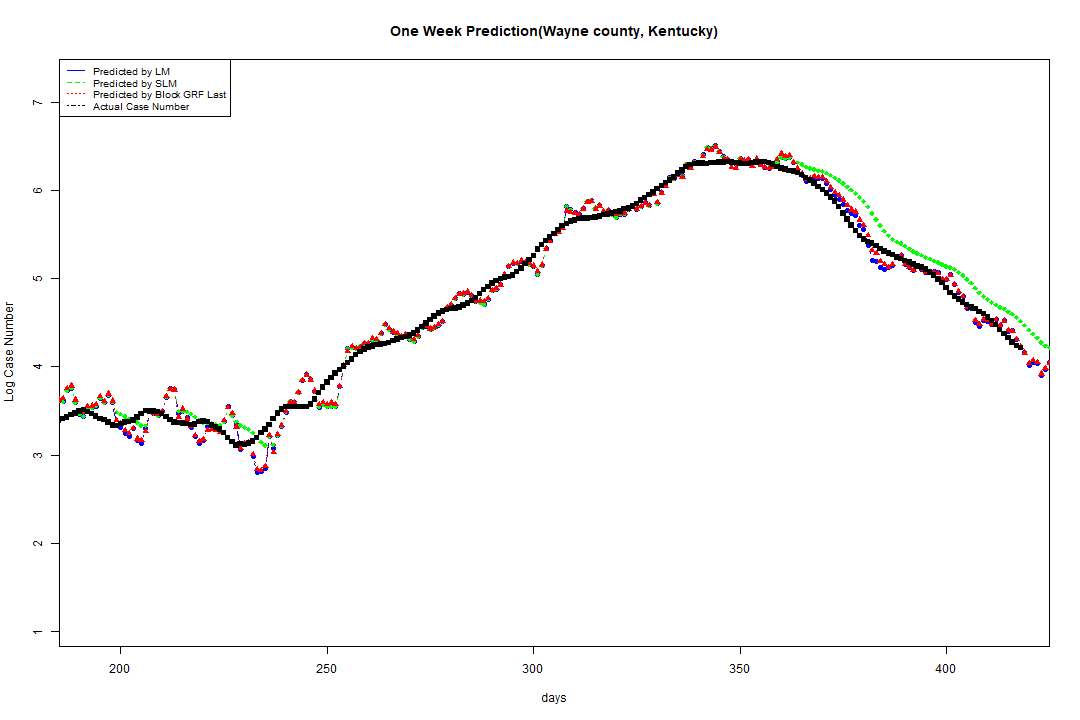 One Week Prediction(Wayne county, Kentucky)
Predicted by LM
Predicted by SLM
Predicted by Block GRF Last
Actual Case Number
Log Case Number
7
6
5
4
3
2
1
200 250 300 350 400
days